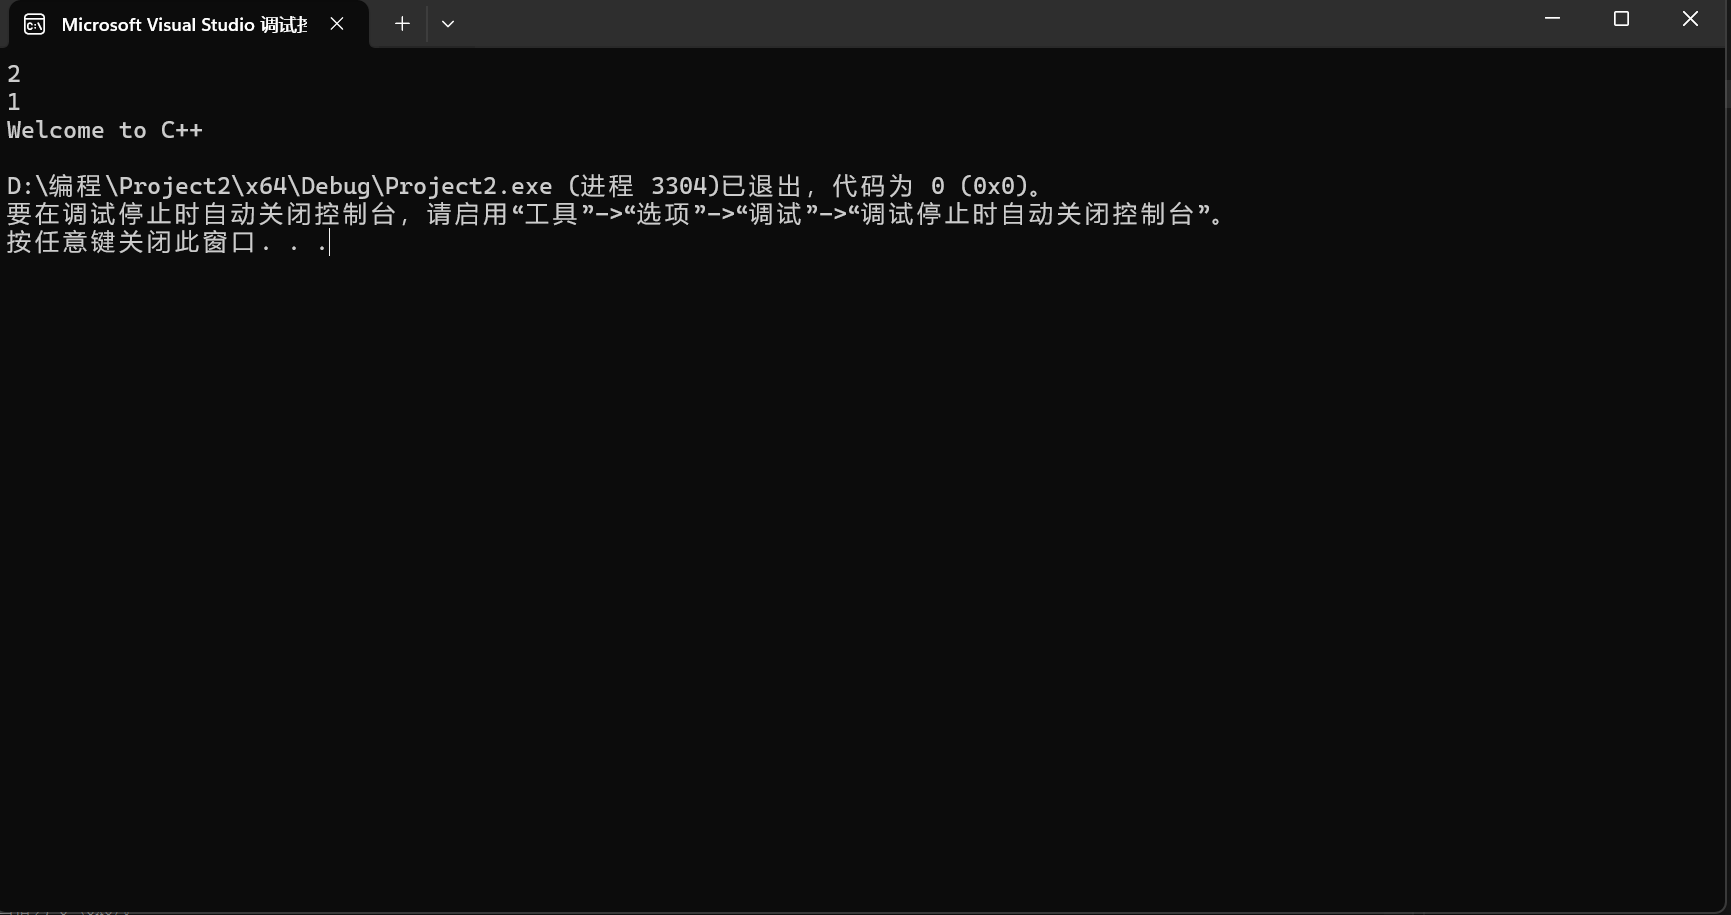 Microsoft Visual Studio 调试
2
1
Welcome to C++
D:\编程\Project2\x64\Debug\Project2.exe (进程 3304)已退出，代码为 0 (0x0)。
要在调试停止时自动关闭控制台，请启用“工具”->“选项”->“调试”->“调试停止时自动关闭控制台”。
按任意键关闭此窗口. . .